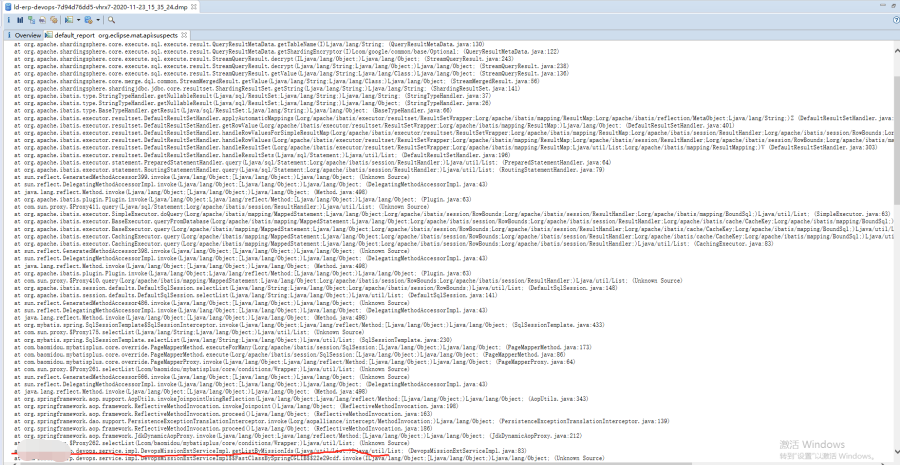 ld-erp-devops-7d94d76dd5-vhrx7-2020-11-23_15_35_24.dmp
Overview default_report org.eclipse.mat.api:suspects
at org.apache.shardingsphere.core.execute.sql.execute.result.QueryResultMetaData.getTableName(I)Ljava/lang/String; (QueryResultMetaData.java:130)
at org.apache.shardingsphere.core.execute.sql.execute.result.QueryResultMetaData.getShardingEncryptor(I)Lcom/google/common/base/Optional; (QueryResultMetaData.java:122)
at org.apache.shardingsphere.core.execute.sql.execute.result.StreamQueryResult.decrypt(ILjava/lang/Object;)Ljava/lang/Object; (StreamQueryResult.java:243)
at org.apache.shardingsphere.core.execute.sql.execute.result.StreamQueryResult.decrypt(Ljava/lang/String;Ljava/lang/Object;)Ljava/lang/Object; (StreamQueryResult.java:238)
at org.apache.shardingsphere.core.execute.sql.execute.result.StreamQueryResult.getValue(Ljava/lang/String;Ljava/lang/Class;)Ljava/lang/Object; (StreamQueryResult.java:136)
at org.apache.shardingsphere.core.merge.dql.common.StreamMergedResult.getValue(Ljava/lang/String;Ljava/lang/Class;)Ljava/lang/Object; (StreamMergedResult.java:66)
at org.apache.shardingsphere.shardingjdbc.jdbc.core.resultset.ShardingResultSet.getString(Ljava/lang/String;)Ljava/lang/String; (ShardingResultSet.java:141)
at org.apache.ibatis.type.StringTypeHandler.getNullableResult(Ljava/sql/ResultSet;Ljava/lang/String;)Ljava/lang/String; (StringTypeHandler.java:37)
at org.apache.ibatis.type.StringTypeHandler.getNullableResult(Ljava/sql/ResultSet;Ljava/lang/String;)Ljava/lang/Object; (StringTypeHandler.java:26)
at org.apache.ibatis.type.BaseTypeHandler.getResult(Ljava/sql/ResultSet;Ljava/lang/String;)Ljava/lang/Object; (BaseTypeHandler.java:66)
at org.apache.ibatis.executor.resultset.DefaultResultSetHandler.applyAutomaticMappings(Lorg/apache/ibatis/executor/resultset/ResultSetWrapper;Lorg/apache/ibatis/mapping/ResultMap;Lorg/apache/ibatis/reflection/MetaObject;Ljava/lang/String;)Z (DefaultResultSetHandler.java:
at org.apache.ibatis.executor.resultset.DefaultResultSetHandler.getRowValue(Lorg/apache/ibatis/executor/resultset/ResultSetWrapper;Lorg/apache/ibatis/mapping/ResultMap;)Ljava/lang/Object; (DefaultResultSetHandler.java:401)
at org.apache.ibatis.executor.resultset.DefaultResultSetHandler.handleRowValuesForSimpleResultMap(Lorg/apache/ibatis/executor/resultset/ResultSetWrapper;Lorg/apache/ibatis/mapping/ResultMap;Lorg/apache/ibatis/session/ResultHandler;Lorg/apache/ibatis/session/RowBounds;Lor
at org.apache.ibatis.executor.resultset.DefaultResultSetHandler.handleRowValues(Lorg/apache/ibatis/executor/resultset/ResultSetWrapper;Lorg/apache/ibatis/mapping/ResultMap;Lorg/apache/ibatis/session/ResultHandler;Lorg/apache/ibatis/session/RowBounds;Lorg/apache/ibatis/ma
at org.apache.ibatis.executor.resultset.DefaultResultSetHandler.handleResultSet(Lorg/apache/ibatis/executor/resultset/ResultSetWrapper;Lorg/apache/ibatis/mapping/ResultMap;Ljava/util/List;Lorg/apache/ibatis/mapping/ResultMapping;)V (DefaultResultSetHandler.java:303)
at org.apache.ibatis.executor.resultset.DefaultResultSetHandler.handleResultSets(Ljava/sql/Statement;)Ljava/util/List; (DefaultResultSetHandler.java:196)
at org.apache.ibatis.executor.statement.PreparedStatementHandler.query(Ljava/sql/Statement;Lorg/apache/ibatis/session/ResultHandler;)Ljava/util/List; (PreparedStatementHandler.java:64)
at org.apache.ibatis.executor.statement.RoutingStatementHandler.query(Ljava/sql/Statement;Lorg/apache/ibatis/session/ResultHandler;)Ljava/util/List; (RoutingStatementHandler.java:79)
at sun.reflect.GeneratedMethodAccessor399.invoke(Ljava/lang/Object;[Ljava/lang/Object;)Ljava/lang/Object; (Unknown Source)
at sun.reflect.DelegatingMethodAccessorImpl.invoke(Ljava/lang/Object;[Ljava/lang/Object;)Ljava/lang/Object; (DelegatingMethodAccessorImpl.java:43)
at java.lang.reflect.Method.invoke(Ljava/lang/Object;[Ljava/lang/Object;)Ljava/lang/Object; (Method.java:498)
at org.apache.ibatis.plugin.Plugin.invoke(Ljava/lang/Object;Ljava/lang/reflect/Method;[Ljava/lang/Object;)Ljava/lang/Object; (Plugin.java:63)
at com.sun.proxy.$Proxy411.query(Ljava/sql/Statement;Lorg/apache/ibatis/session/ResultHandler;)Ljava/util/List; (Unknown Source)
at org.apache.ibatis.executor.SimpleExecutor.doQuery(Lorg/apache/ibatis/mapping/MappedStatement;Ljava/lang/Object;Lorg/apache/ibatis/session/RowBounds;Lorg/apache/ibatis/session/ResultHandler;Lorg/apache/ibatis/mapping/BoundSql;)Ljava/util/List; (SimpleExecutor.java:63)
at org.apache.ibatis.executor.BaseExecutor.queryFromDatabase(Lorg/apache/ibatis/mapping/MappedStatement;Ljava/lang/Object;Lorg/apache/ibatis/session/RowBounds;Lorg/apache/ibatis/session/ResultHandler;Lorg/apache/ibatis/cache/CacheKey;Lorg/apache/ibatis/mapping/BoundSql;)
at org.apache.ibatis.executor.BaseExecutor.query(Lorg/apache/ibatis/mapping/MappedStatement;Ljava/lang/Object;Lorg/apache/ibatis/session/RowBounds;Lorg/apache/ibatis/session/ResultHandler;Lorg/apache/ibatis/cache/CacheKey;Lorg/apache/ibatis/mapping/BoundSql;)Ljava/util
at org.apache.ibatis.executor.CachingExecutor.query(Lorg/apache/ibatis/mapping/MappedStatement;Ljava/lang/Object;Lorg/apache/ibatis/session/RowBounds;Lorg/apache/ibatis/session/ResultHandler;Lorg/apache/ibatis/cache/CacheKey;Lorg/apache/ibatis/mapping/BoundSql;)Ljava/u
at org.apache.ibatis.executor.CachingExecutor.query(Lorg/apache/ibatis/mapping/MappedStatement;Ljava/lang/Object;Lorg/apache/ibatis/session/RowBounds;Lorg/apache/ibatis/session/ResultHandler;)Ljava/util/List; (CachingExecutor.java:83)
at sun.reflect.GeneratedMethodAccessor398.invoke(Ljava/lang/Object;[Ljava/lang/Object;)Ljava/lang/Object; (Unknown Source)
at sun.reflect.DelegatingMethodAccessorImpl.invoke(Ljava/lang/Object;[Ljava/lang/Object;)Ljava/lang/Object; (DelegatingMethodAccessorImpl.java:43)
at java.lang.reflect.Method.invoke(Ljava/lang/Object;[Ljava/lang/Object;)Ljava/lang/Object; (Method.java:498)
at org.apache.ibatis.plugin.Plugin.invoke(Ljava/lang/Object;Ljava/lang/reflect/Method;[Ljava/lang/Object;)Ljava/lang/Object; (Plugin.java:63)
at com.sun.proxy.$Proxy410.query(Lorg/apache/ibatis/mapping/MappedStatement;Ljava/lang/Object;Lorg/apache/ibatis/session/RowBounds;Lorg/apache/ibatis/session/ResultHandler;)Ljava/util/List; (Unknown Source)
at org.apache.ibatis.session.defaults.DefaultSqlSession.selectList(Ljava/lang/String;Ljava/lang/Object;Lorg/apache/ibatis/session/RowBounds;)Ljava/util/List; (DefaultSqlSession.java:148)
at org.apache.ibatis.session.defaults.DefaultSqlSession.selectList(Ljava/lang/String;Ljava/lang/Object;)Ljava/util/List; (DefaultSqlSession.java:141)
at sun.reflect.GeneratedMethodAccessor486.invoke(Ljava/lang/Object;[Ljava/lang/Object;)Ljava/lang/Object; (Unknown Source)
at sun.reflect.DelegatingMethodAccessorImpl.invoke(Ljava/lang/Object;[Ljava/lang/Object;)Ljava/lang/Object; (DelegatingMethodAccessorImpl.java:43)
at java.lang.reflect.Method.invoke(Ljava/lang/Object;[Ljava/lang/Object;)Ljava/lang/Object; (Method.java:498)
at org.mybatis.spring.SqlSessionTemplate$SqlSessionInterceptor.invoke(Ljava/lang/Object;Ljava/lang/reflect/Method;[Ljava/lang/Object;)Ljava/lang/Object; (SqlSessionTemplate.java:433)
at com.sun.proxy.$Proxy176.selectList(Ljava/lang/String;Ljava/lang/Object;)Ljava/util/List; (Unknown Source)
at org.mybatis.spring.SqlSessionTemplate.selectList(Ljava/lang/String;Ljava/lang/Object;)Ljava/util/List; (SqlSessionTemplate.java:230)
at com.baomidou.mybatisplus.core.override.PageMapperMethod.executeForMany(Lorg/apache/ibatis/session/SqlSession;[Ljava/lang/Object;)Ljava/lang/Object; (PageMapperMethod.java:173)
at com.baomidou.mybatisplus.core.override.PageMapperMethod.execute(Lorg/apache/ibatis/session/SqlSession;[Ljava/lang/Object;)Ljava/lang/Object; (PageMapperMethod.java:86)
at com.baomidou.mybatisplus.core.override.PageMapperProxy.invoke(Ljava/lang/Object;Ljava/lang/reflect/Method;[Ljava/lang/Object;)Ljava/lang/Object; (PageMapperProxy.java:64)
at com.sun.proxy.$Proxy261.selectList(Lcom/baomidou/mybatisplus/core/conditions/Wrapper;)Ljava/util/List; (Unknown Source)
at sun.reflect.GeneratedMethodAccessor666.invoke(Ljava/lang/Object;[Ljava/lang/Object;)Ljava/lang/Object; (Unknown Source)
at sun.reflect.DelegatingMethodAccessorImpl.invoke(Ljava/lang/Object;[Ljava/lang/Object;)Ljava/lang/Object; (DelegatingMethodAccessorImpl.java:43)
at java.lang.reflect.Method.invoke(Ljava/lang/Object;[Ljava/lang/Object;)Ljava/lang/Object; (Method.java:498)
at org.springframework.aop.support.AopUtils.invokeJoinpointUsingReflection(Ljava/lang/Object;Ljava/lang/reflect/Method;[Ljava/lang/Object;)Ljava/lang/Object; (AopUtils.java:343)
at org.springframework.aop.framework.ReflectiveMethodInvocation.invokeJoinpoint()Ljava/lang/Object; (ReflectiveMethodInvocation.java:198)
at org.springframework.aop.framework.ReflectiveMethodInvocation.proceed()Ljava/lang/Object; (ReflectiveMethodInvocation.java:163)
at org.springframework.dao.support.PersistenceExceptionTranslationInterceptor.invoke(Lorg/aopalliance/intercept/MethodInvocation;)Ljava/lang/Object; (PersistenceExceptionTranslationInterceptor.java:139)
at org.springframework.aop.framework.ReflectiveMethodInvocation.proceed()Ljava/lang/Object; (ReflectiveMethodInvocation.java:186)
at org.springframework.aop.framework.JdkDynamicAopProxy.invoke(Ljava/lang/Object;Ljava/lang/reflect/Method;[Ljava/lang/Object;)Ljava/lang/Object; (JdkDynamicAopProxy.java:212)
$Proxy262.selectList(Lcom/baomidou/mybatisplus/core/conditions/Wrapper;)Ljava/util/List; (Unknown Source)
devops.service.impl.DevopsMissionExtServiceImpl.getListByMissionIds(Ljava/util/List;)Ljava/util/List; (DevopsMissionExtServiceImpl.java:83)
devops.service.impl.DevopsMissionExtServiceImpl$$FastClassBySpringCGLIB$$
激活 Windows
转到"设置"以激活 Windows。